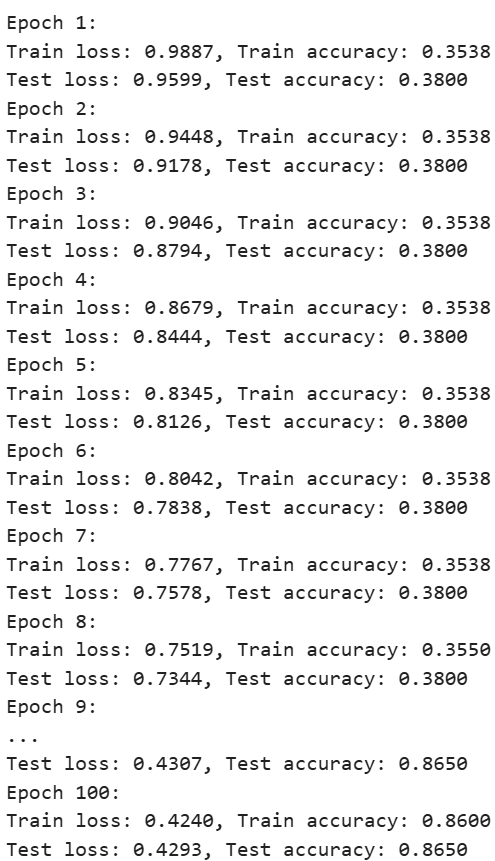 Epoch 1:
Train loss: 0.9887, Train accuracy: 0.3538
Test loss: 0.9599, Test accuracy: 0.3800
Epoch 2:
Train loss: 0.9448, Train accuracy: 0.3538
Test loss: 0.9178, Test accuracy: 0.3800
Epoch 3:
Train loss: 0.9046, Train accuracy: 0.3538
Test loss: 0.8794, Test accuracy: 0.3800
Epoch 4:
Train loss: 0.8679, Train accuracy: 0.3538
Test loss: 0.8444, Test accuracy: 0.3800
Epoch 5:
Train loss: 0.8345, Train accuracy: 0.3538
Test loss: 0.8126, Test accuracy: 0.3800
Epoch 6:
Train loss: 0.8042, Train accuracy: 0.3538
Test loss: 0.7838, Test accuracy: 0.3800
Epoch 7:
Train loss: 0.7767, Train accuracy: 0.3538
Test loss: 0.7578, Test accuracy: 0.3800
Epoch 8:
Train loss: 0.7519, Train accuracy: 0.3550
Test loss: 0.7344, Test accuracy: 0.3800
Epoch 9:
...
Test loss: 0.4307, Test accuracy: 0.8650
Epoch 100:
Train loss: 0.4240, Train accuracy: 0.8600
Test loss: 0.4293, Test accuracy: 0.8650